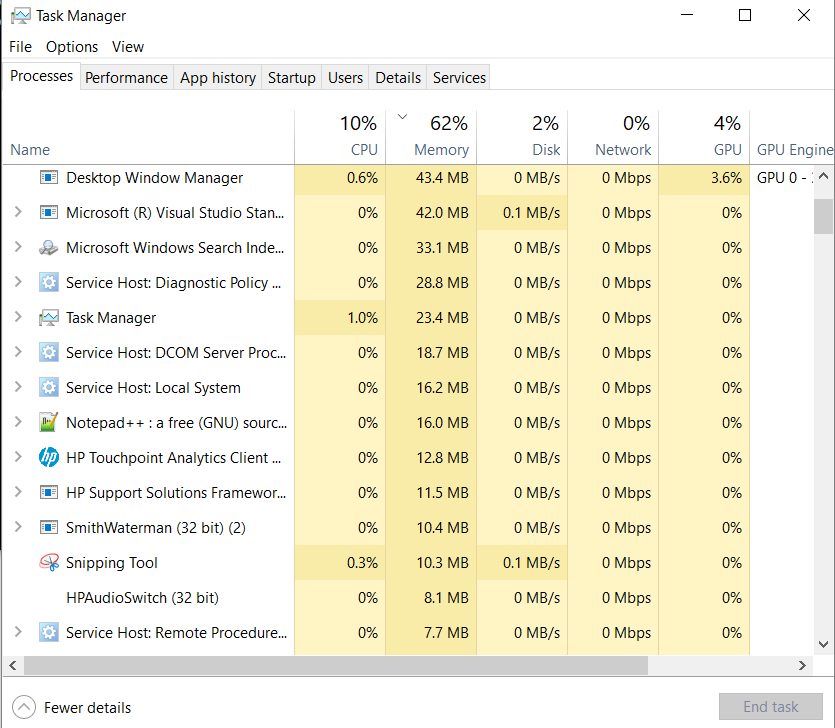 Task Manager
File Options View
Processes Performance App history Startup Users Details Services
10% 62% 2% 0% 4%
Name CPU Memory Disk Network GPU GPU Engine
Desktop Window Manager 0.6% 43.4 MB 0 MB/s 0 Mbps 3.6% GPU 0 -
Microsoft (R) Visual Studio Stan... 0% 42.0 MB 0.1 MB/s 0 Mbps 0%
Microsoft Windows Search Inde... 0% 33.1 MB 0 MB/s 0 Mbps 0%
Service Host: Diagnostic Policy ... 0% 28.8 MB 0 MB/s 0 Mbps 0%
Task Manager 1.0% 23.4 MB 0 MB/s 0 Mbps 0%
Service Host: DCOM Server Proc... 0% 18.7 MB 0 MB/s 0 Mbps 0%
Service Host: Local System 0% 16.2 MB 0 MB/s 0 Mbps 0%
Notepad++ : a free (GNU) sourc... 0% 16.0 MB 0 MB/s 0 Mbps 0%
hp HP Touchpoint Analytics Client ... 0% 12.8 MB 0 MB/s 0 Mbps 0%
HP Support Solutions Framewor... 0% 11.5 MB 0 MB/s 0 Mbps 0%
SmithWaterman (32 bit) (2) 0% 10.4 MB 0 MB/s 0 Mbps 0%
Snipping Tool 0.3% 10.3 MB 0.1 MB/s 0 Mbps 0%
HPAudioSwitch (32 bit) 0% 8.1 MB 0 MB/s 0 Mbps 0%
Service Host: Remote Procedure... 0% 7.7 MB 0 MB/s 0 Mbps 0%
Fewer details End task